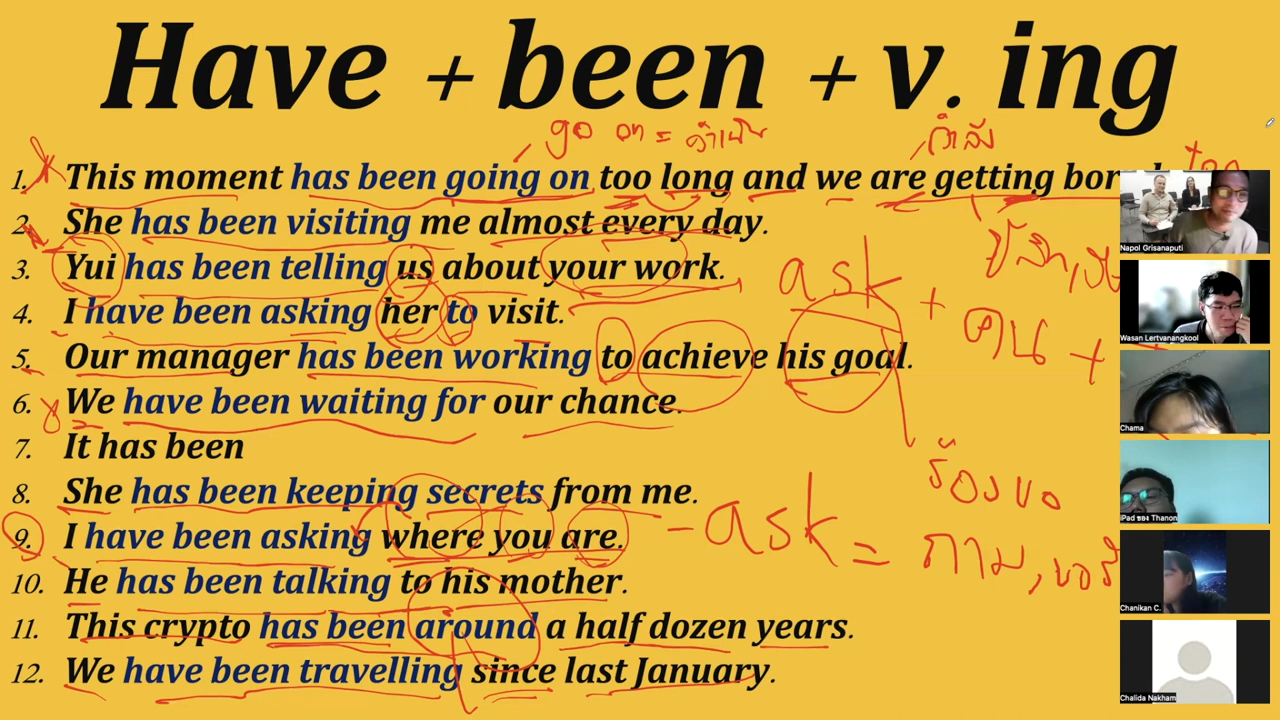 Have + been + v. ing
go on = ดำเนิน
กำลัง
1. This moment has been going on too long and we are getting bor
2. She has been visiting me almost every day.
3. Yui has been telling us about your work.
ask + คน +
4. I have been asking her to visit.
5. Our manager has been working to achieve his goal.
6. We have been waiting for our chance.
7. It has been
ร้องขอ
8. She has been keeping secrets from me.
9. I have been asking where you are.
- ask = ถาม, ขอร้
10. He has been talking to his mother.
11. This crypto has been around a half dozen years.
12. We have been travelling since last January.
Napol Grisanaputi
Wasan Lertvanangkool
Chama
iPad ของ Thanon
Chanikan C.
Chalida Nakham